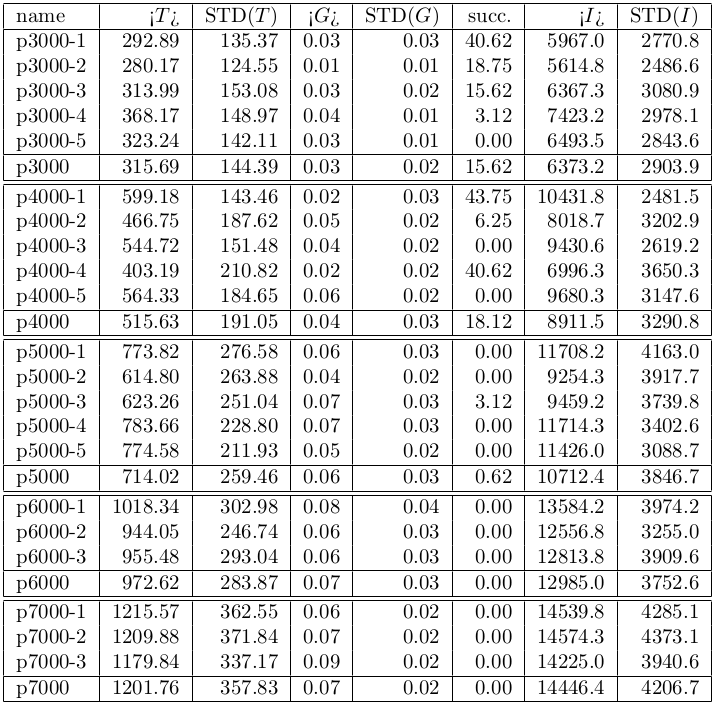 name ¡T¿ STD(T) ¡G¿ STD(G) succ. ¡I¿ STD(I)
p3000-1 292.89 135.37 0.03 0.03 40.62 5967.0 2770.8
p3000-2 280.17 124.55 0.01 0.01 18.75 5614.8 2486.6
p3000-3 313.99 153.08 0.03 0.02 15.62 6367.3 3080.9
p3000-4 368.17 148.97 0.04 0.01 3.12 7423.2 2978.1
p3000-5 323.24 142.11 0.03 0.01 0.00 6493.5 2843.6
p3000 315.69 144.39 0.03 0.02 15.62 6373.2 2903.9
p4000-1 599.18 143.46 0.02 0.03 43.75 10431.8 2481.5
p4000-2 466.75 187.62 0.05 0.02 6.25 8018.7 3202.9
p4000-3 544.72 151.48 0.04 0.02 0.00 9430.6 2619.2
p4000-4 403.19 210.82 0.02 0.02 40.62 6996.3 3650.3
p4000-5 564.33 184.65 0.06 0.02 0.00 9680.3 3147.6
p4000 515.63 191.05 0.04 0.03 18.12 8911.5 3290.8
p5000-1 773.82 276.58 0.06 0.03 0.00 11708.2 4163.0
p5000-2 614.80 263.88 0.04 0.02 0.00 9254.3 3917.7
p5000-3 623.26 251.04 0.07 0.03 3.12 9459.2 3739.8
p5000-4 783.66 228.80 0.07 0.03 0.00 11714.3 3402.6
p5000-5 774.58 211.93 0.05 0.02 0.00 11426.0 3088.7
p5000 714.02 259.46 0.06 0.03 0.62 10712.4 3846.7
p6000-1 1018.34 302.98 0.08 0.04 0.00 13584.2 3974.2
p6000-2 944.05 246.74 0.06 0.03 0.00 12556.8 3255.0
p6000-3 955.48 293.04 0.06 0.03 0.00 12813.8 3909.6
p6000 972.62 283.87 0.07 0.03 0.00 12985.0 3752.6
p7000-1 1215.57 362.55 0.06 0.02 0.00 14539.8 4285.1
p7000-2 1209.88 371.84 0.07 0.02 0.00 14574.3 4373.1
p7000-3 1179.84 337.17 0.09 0.02 0.00 14225.0 3940.6
p7000 1201.76 357.83 0.07 0.02 0.00 14446.4 4206.7